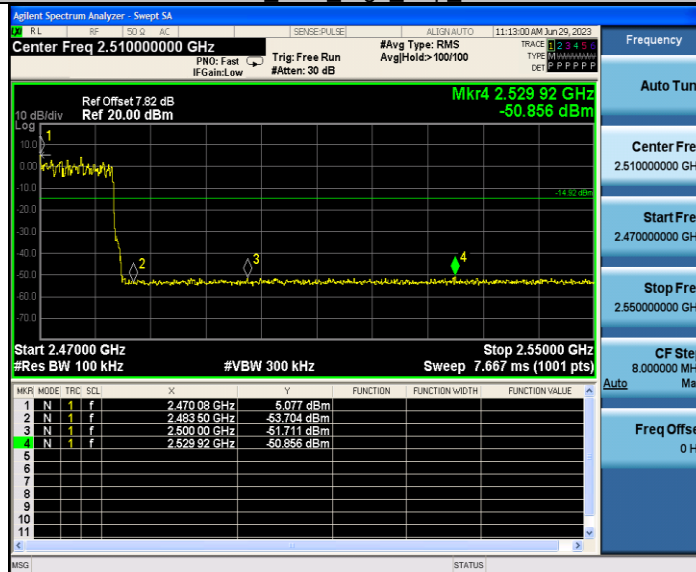 Agilent Spectrum Analyzer - Swept SA
RL RF 50 Ω AC SENSE:PULSE ALIGN AUTO 11:13:00 AM Jun 29, 2023
Center Freq 2.510000000 GHz
PNO: Fast
IFGain:Low
Trig: Free Run
#Atten: 30 dB
#Avg Type: RMS
Avg|Hold:>100/100
TRACE 1 2 3 4 5 6
TYPE M
DET P P P P P P
Frequency
Auto Tun
Center Fre
2.510000000 GH
Start Fre
2.470000000 GH
Stop Fre
2.550000000 GH
CF Step
8.000000 MH
Auto Ma
Freq Offse
0 H
Mkr4 2.529 92 GHz
-50.856 dBm
Ref Offset 7.82 dB
10 dB/div Ref 20.00 dBm
Log
10.0
0.00
-10.0
-20.0
-30.0
-40.0
-50.0
-60.0
-70.0
1
2
3
4
-14.92 dBm
Start 2.47000 GHz Stop 2.55000 GHz
#Res BW 100 kHz #VBW 300 kHz Sweep 7.667 ms (1001 pts)
MKR MODE TRC SCL X Y FUNCTION FUNCTION WIDTH FUNCTION VALUE
1 N 1 f 2.470 08 GHz 5.077 dBm
2 N 1 f 2.483 50 GHz -53.704 dBm
3 N 1 f 2.500 00 GHz -51.711 dBm
4 N 1 f 2.529 92 GHz -50.856 dBm
5
6
7
8
9
10
11
MSG STATUS